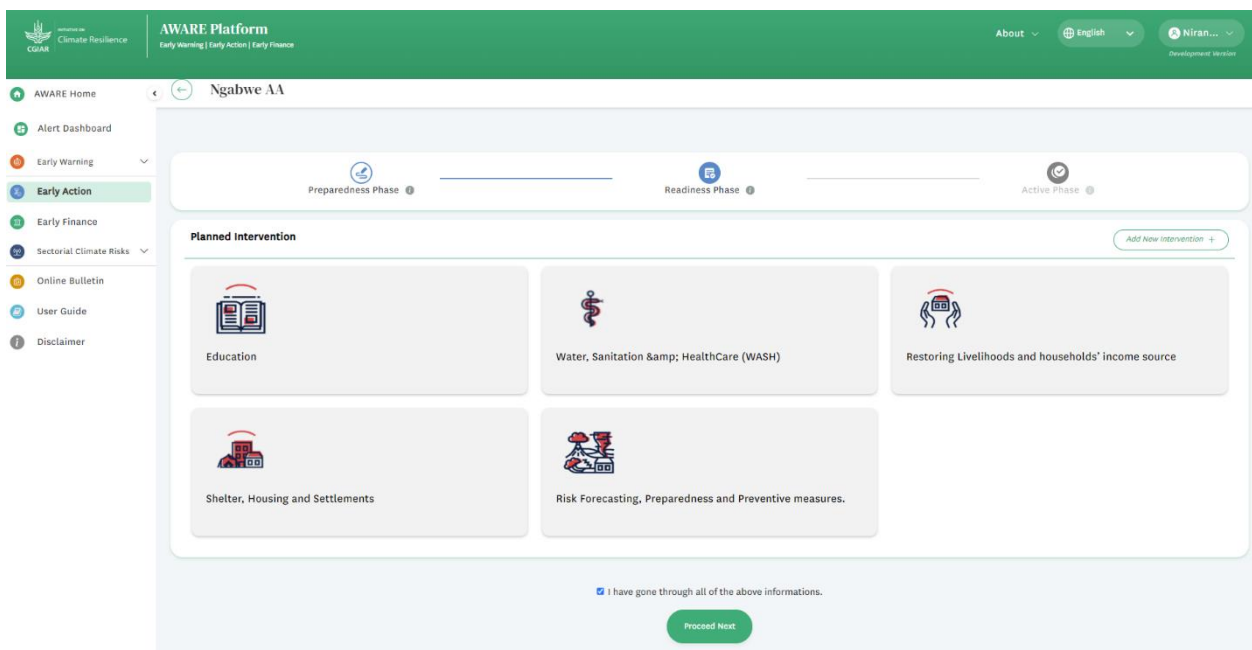 INITIATIVE ON
Climate Resilience
CGIAR
AWARE Platform
Early Warning | Early Action | Early Finance
About
English
Niran...
Development Version
AWARE Home
Ngabwe AA
Alert Dashboard
Early Warning
Early Action
Early Finance
Sectorial Climate Risks
Online Bulletin
User Guide
Disclaimer
Preparedness Phase
Readiness Phase
Active Phase
Planned Intervention
Add New Intervention +
Education
Water, Sanitation &amp; HealthCare (WASH)
Restoring Livelihoods and households' income source
Shelter, Housing and Settlements
Risk Forecasting, Preparedness and Preventive measures.
I have gone through all of the above informations.
Proceed Next